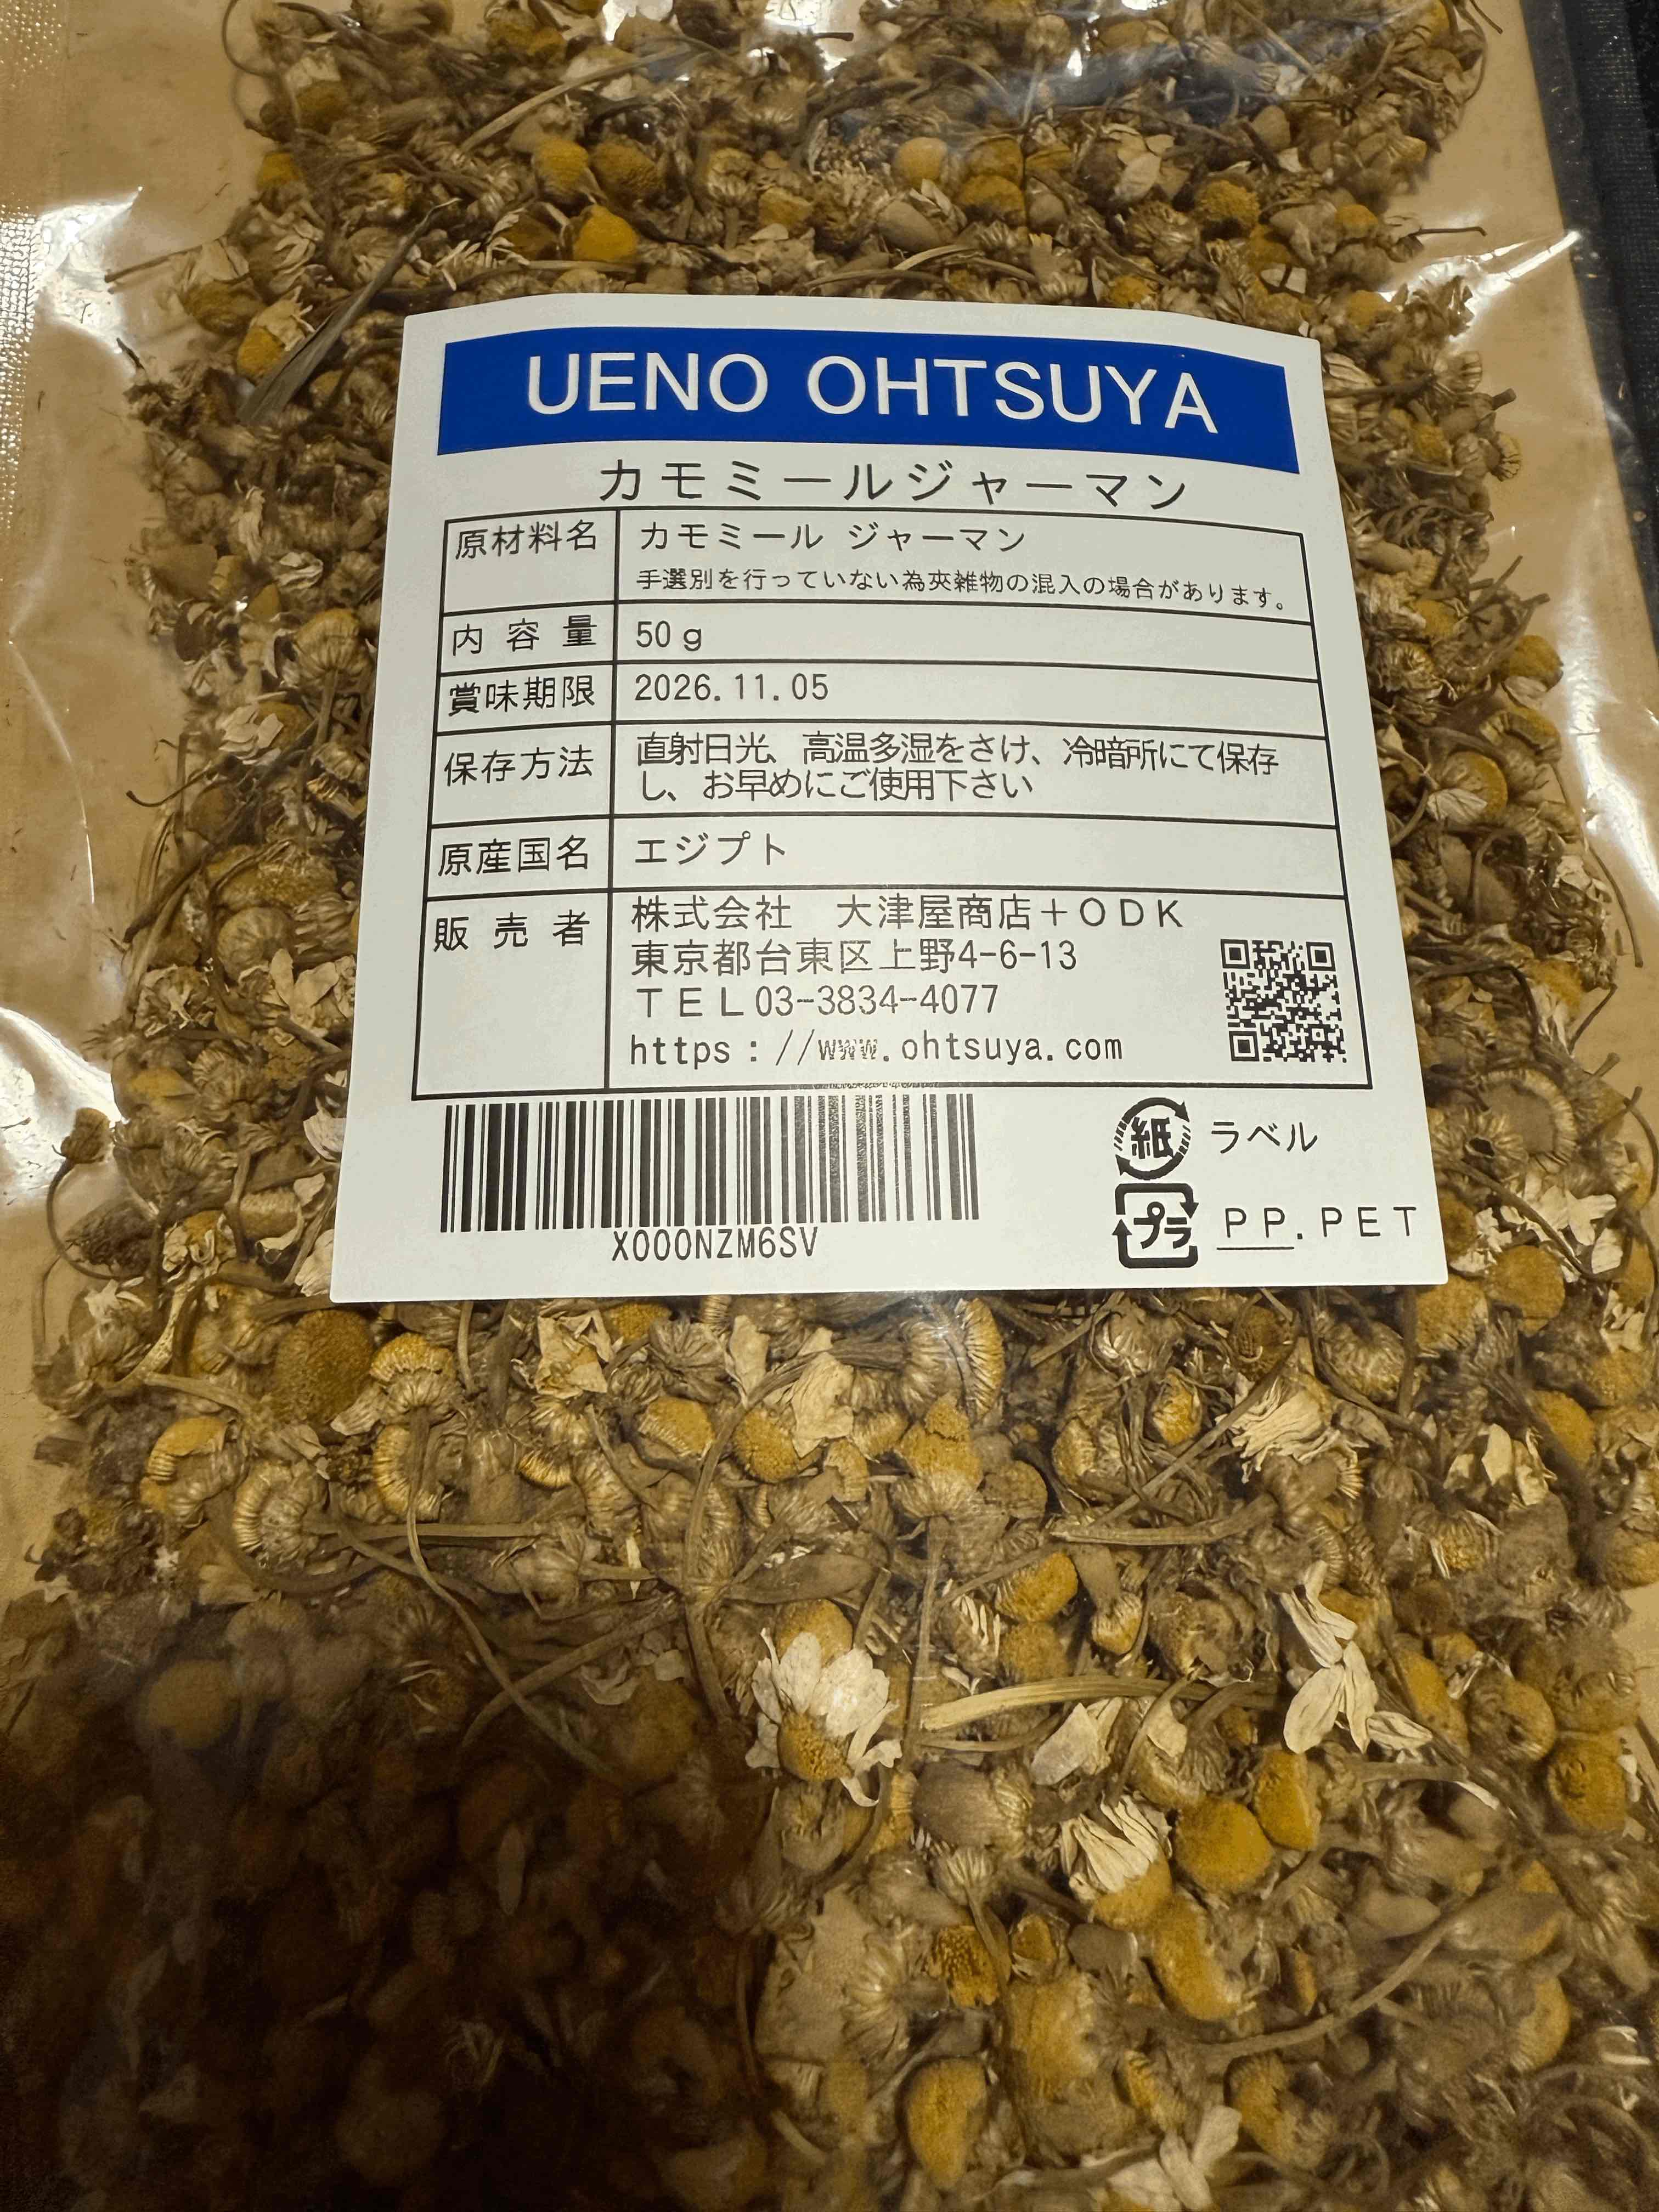 UENO OHTSUYA
カモミールジャーマン
原材料名 カモミール ジャーマン
手選別を行っていない為夾雑物の混入の場合があります。
内容量 50g
賞味期限 2026.11.05
保存方法 直射日光、高温多湿をさけ、冷暗所にて保存
し、お早めにご使用下さい
原産国名 エジプト
販売者 株式会社 大津屋商店+ODK
東京都台東区上野4-6-13
TEL03-3834-4077
https://www.ohtsuya.com
X000NZM6SV
紙 ラベル
プラ PP.PET